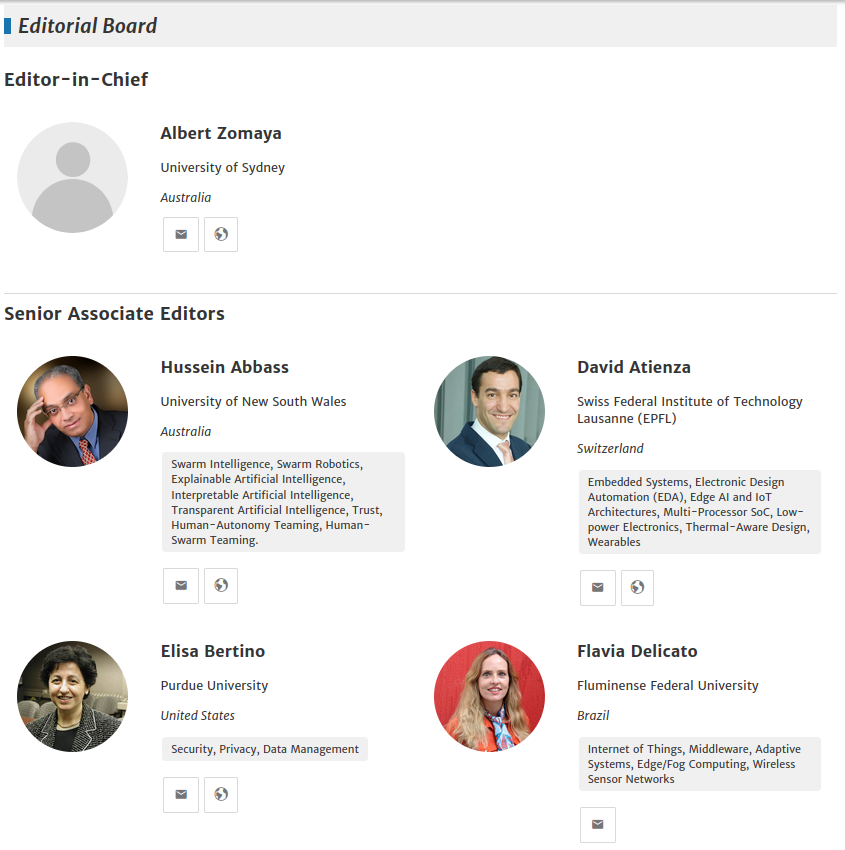 Editorial Board
Editor-in-Chief
Albert Zomaya
University of Sydney
Australia
Senior Associate Editors
Hussein Abbass
University of New South Wales
Australia
Swarm Intelligence, Swarm Robotics,
Explainable Artificial Intelligence,
Interpretable Artificial Intelligence,
Transparent Artificial Intelligence, Trust,
Human-Autonomy Teaming, Human-
Swarm Teaming.
David Atienza
Swiss Federal Institute of Technology
Lausanne (EPFL)
Switzerland
Embedded Systems, Electronic Design
Automation (EDA), Edge AI and IoT
Architectures, Multi-Processor SoC, Low-
power Electronics, Thermal-Aware Design,
Wearables
Elisa Bertino
Purdue University
United States
Security, Privacy, Data Management
Flavia Delicato
Fluminense Federal University
Brazil
Internet of Things, Middleware, Adaptive
Systems, Edge/Fog Computing, Wireless
Sensor Networks